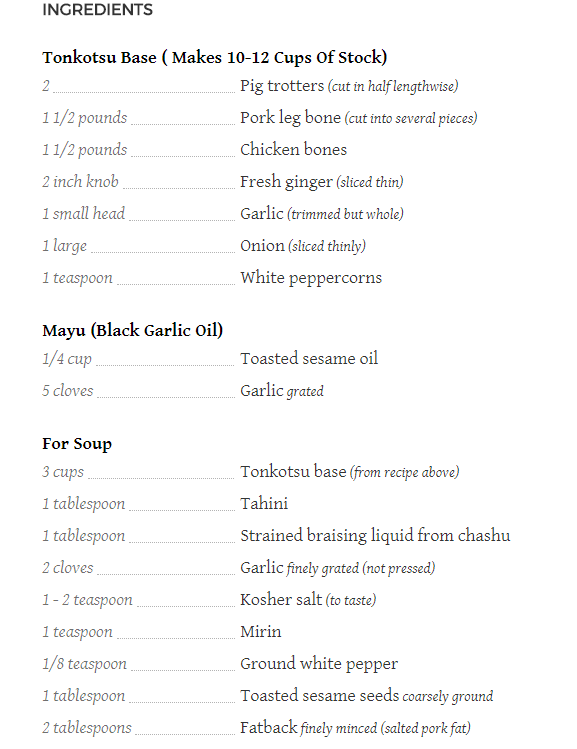 INGREDIENTS
Tonkotsu Base ( Makes 10-12 Cups Of Stock)
2 Pig trotters (cut in half lengthwise)
1 1/2 pounds Pork leg bone (cut into several pieces)
1 1/2 pounds Chicken bones
2 inch knob Fresh ginger (sliced thin)
1 small head Garlic (trimmed but whole)
1 large Onion (sliced thinly)
1 teaspoon White peppercorns
Mayu (Black Garlic Oil)
1/4 cup Toasted sesame oil
5 cloves Garlic grated
For Soup
3 cups Tonkotsu base (from recipe above)
1 tablespoon Tahini
1 tablespoon Strained braising liquid from chashu
2 cloves Garlic finely grated (not pressed)
1 - 2 teaspoon Kosher salt (to taste)
1 teaspoon Mirin
1/8 teaspoon Ground white pepper
1 tablespoon Toasted sesame seeds coarsely ground
2 tablespoons Fatback finely minced (salted pork fat)